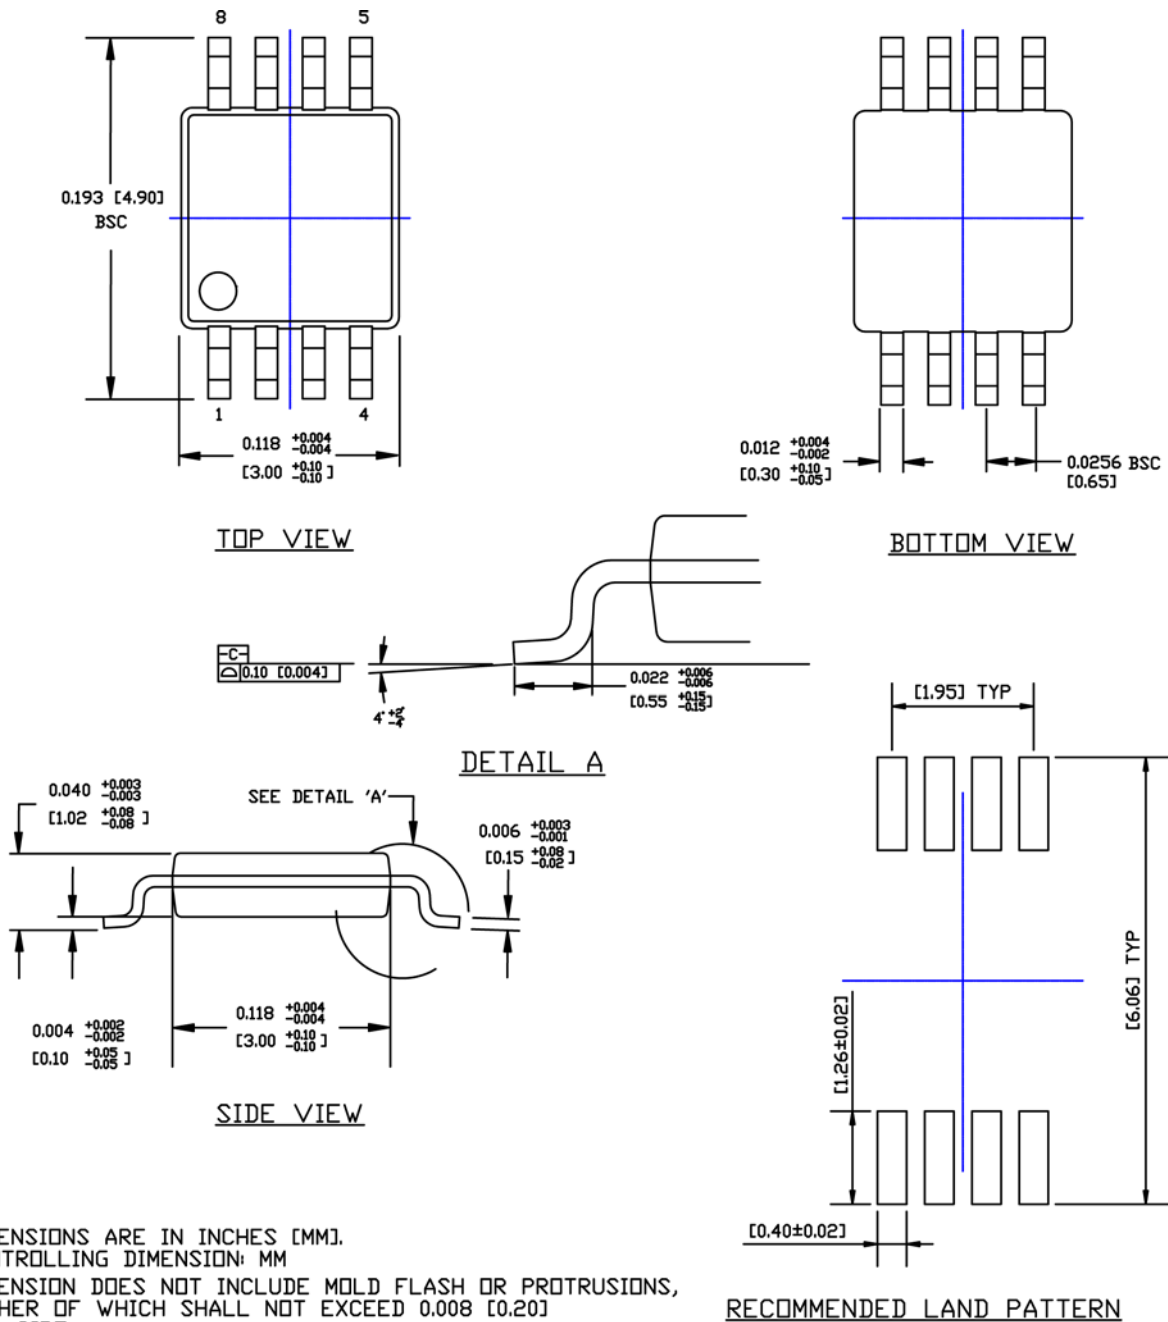 8 5
0.193 [4.90]
BSC
1 4
0.118 +0.004 -0.004
[3.00 +0.10 -0.10 ]
TOP VIEW
0.012 +0.004 -0.002
[0.30 +0.10 -0.05 ]
0.0256 BSC
[0.65]
BOTTOM VIEW
-C-
0.10 [0.004]
4°
0.022 +0.006 -0.006
[0.55 +0.15 -0.15 ]
DETAIL A
0.040 +0.003 -0.003
[1.02 +0.08 -0.08 ]
SEE DETAIL 'A'
0.006 +0.003 -0.001
[0.15 +0.08 -0.02 ]
0.004 +0.002 -0.002
[0.10 +0.05 -0.05 ]
0.118 +0.004 -0.004
[3.00 +0.10 -0.10 ]
SIDE VIEW
[1.95] TYP
[6.06] TYP
[1.26±0.02]
[0.40±0.02]
RECOMMENDED LAND PATTERN
ENSIONS ARE IN INCHES [MM].
TROLLING DIMENSION: MM
ENSION DOES NOT INCLUDE MOLD FLASH OR PROTRUSIONS,
HER OF WHICH SHALL NOT EXCEED 0.008 [0.20]